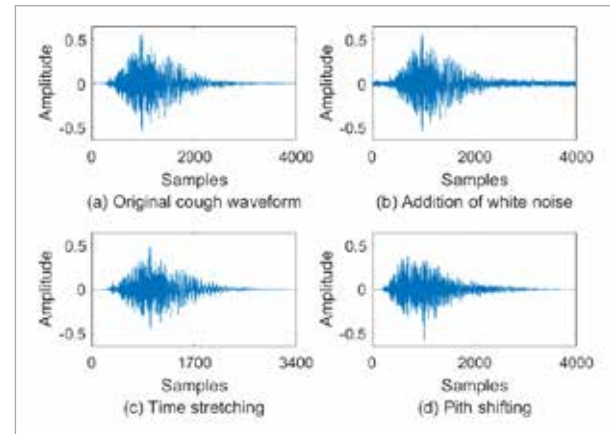 0.5
0
-0.5
Amplitude
0
2000
4000
Samples
(a) Original cough waveform
0.5
0
-0.5
Amplitude
0
2000
4000
Samples
(b) Addition of white noise
0.5
0
-0.5
Amplitude
0
1700
3400
Samples
(c) Time stretching
0.5
0
-0.5
Amplitude
0
2000
4000
Samples
(d) Pith shifting